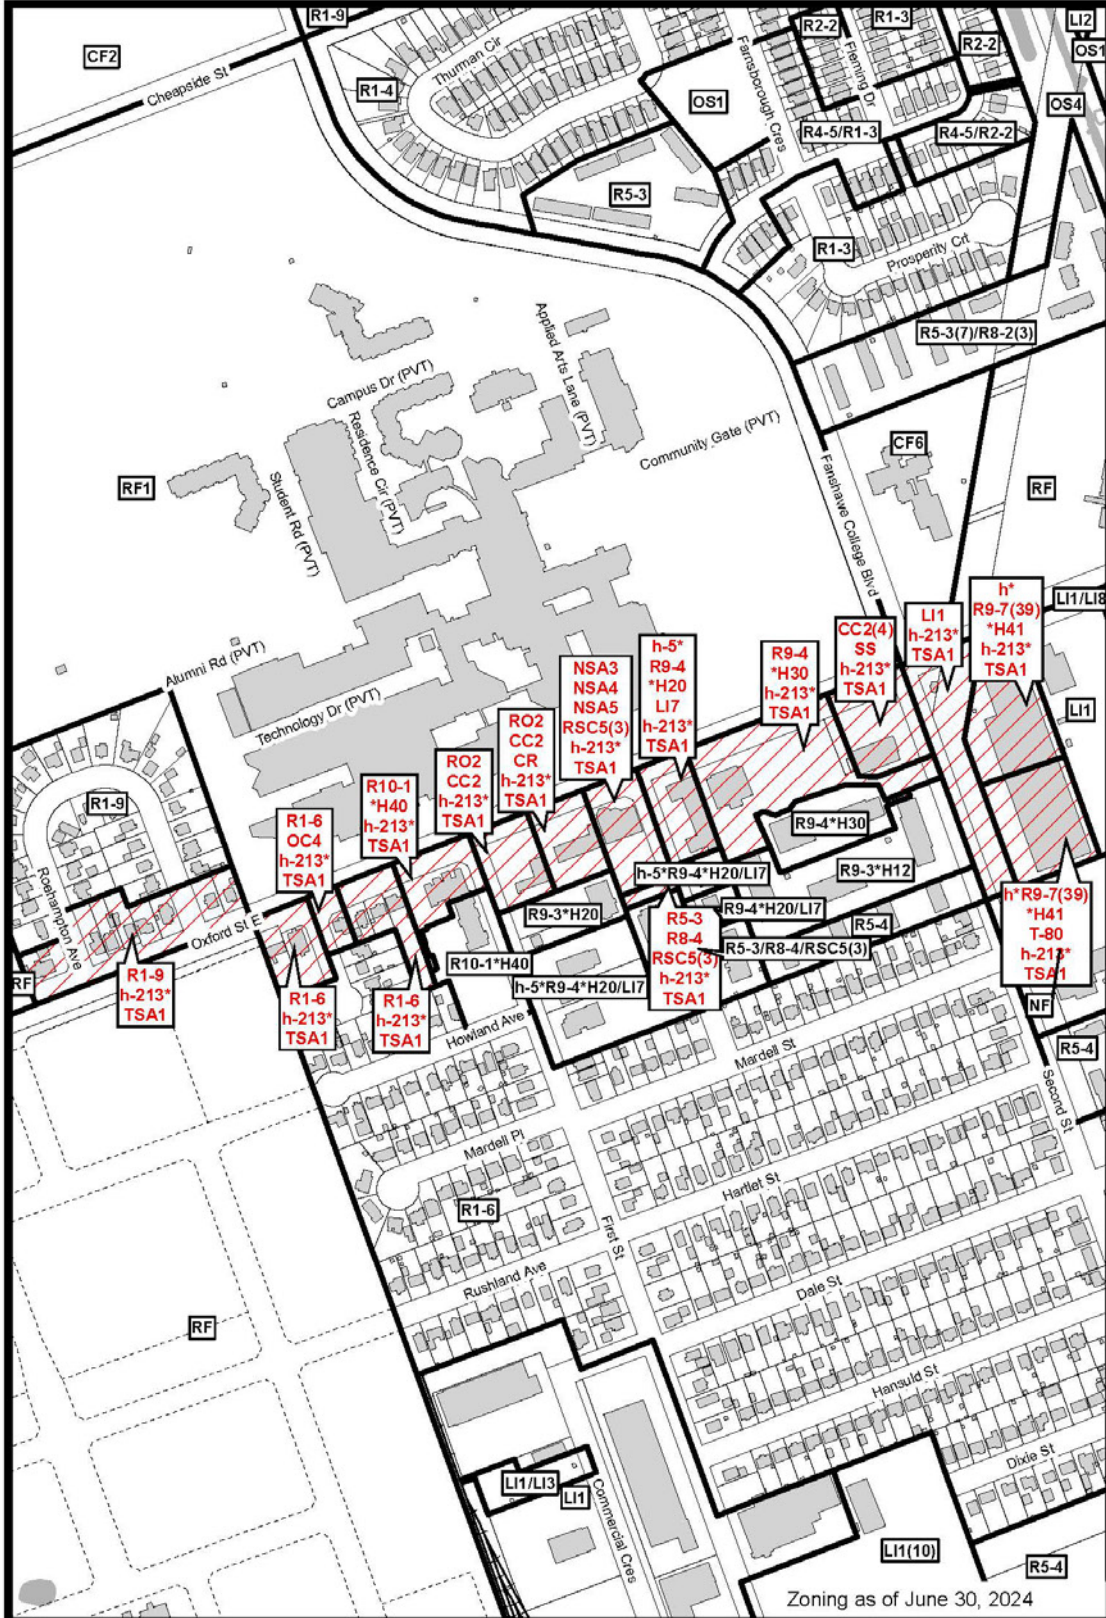 R1-9
CF2
Cheapside St
R1-4
Thurman Cir
Farnsborough Cres
R2-2
R1-3
Fleming Dr
R2-2
LI2
OS1
OS1
OS4
R4-5/R1-3
R4-5/R2-2
R5-3
R1-3
Prosperity Crt
R5-3(7)/R8-2(3)
Campus Dr (PVT)
Applied Arts Lane (PVT)
Residence Cir (PVT)
Community Gate (PVT)
Student Rd (PVT)
RF1
Fanshawe College Blvd
CF6
RF
LI1/LI8
Alumni Rd (PVT)
Technology Dr (PVT)
h*
R9-7(39)
*H41
h-213*
TSA1
LI1
h-213*
TSA1
CC2(4)
SS
h-213*
TSA1
R9-4
*H30
h-213*
TSA1
h-5*
R9-4
*H20
LI7
h-213*
TSA1
NSA3
NSA4
NSA5
RSC5(3)
h-213*
TSA1
RO2
CC2
CR
h-213*
TSA1
RO2
CC2
h-213*
TSA1
R10-1
*H40
h-213*
TSA1
R1-6
OC4
h-213*
TSA1
LI1
R1-9
Roehampton Ave
Oxford St E
RF
R1-9
h-213*
TSA1
R1-6
h-213*
TSA1
R1-6
h-213*
TSA1
R9-4*H30
R9-3*H12
h-5*R9-4*H20/LI7
R9-3*H20
R9-4*H20/LI7
R5-4
R10-1*H40
R5-3
R8-4
RSC5(3)
h-213*
TSA1
R5-3/R8-4/RSC5(3)
h-5*R9-4*H20/LI7
h*R9-7(39)
*H41
T-80
h-213*
TSA1
NF
R5-4
Howland Ave
Mardell St
Second St
Mardell Pl
Hartlet St
R1-6
First St
Rushland Ave
Dale St
RF
Hansuld St
Dixie St
LI1/LI3
LI1
Commercial Cres
LI1(10)
R5-4
Zoning as of June 30, 2024